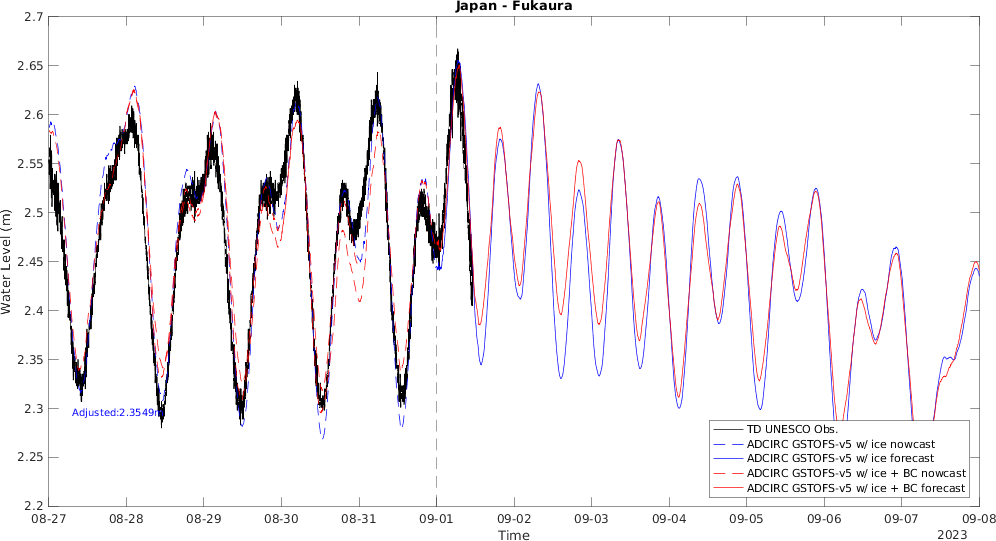 Japan - Fukaura
Water Level (m)
2.7
2.65
2.6
2.55
2.5
2.45
2.4
2.35
2.3
2.25
2.2
Adjusted:2.3549m
TD UNESCO Obs.
ADCIRC GSTOFS-v5 w/ ice nowcast
ADCIRC GSTOFS-v5 w/ ice forecast
ADCIRC GSTOFS-v5 w/ ice + BC nowcast
ADCIRC GSTOFS-v5 w/ ice + BC forecast
08-27 08-28 08-29 08-30 08-31 09-01 09-02 09-03 09-04 09-05 09-06 09-07 09-08
Time
2023